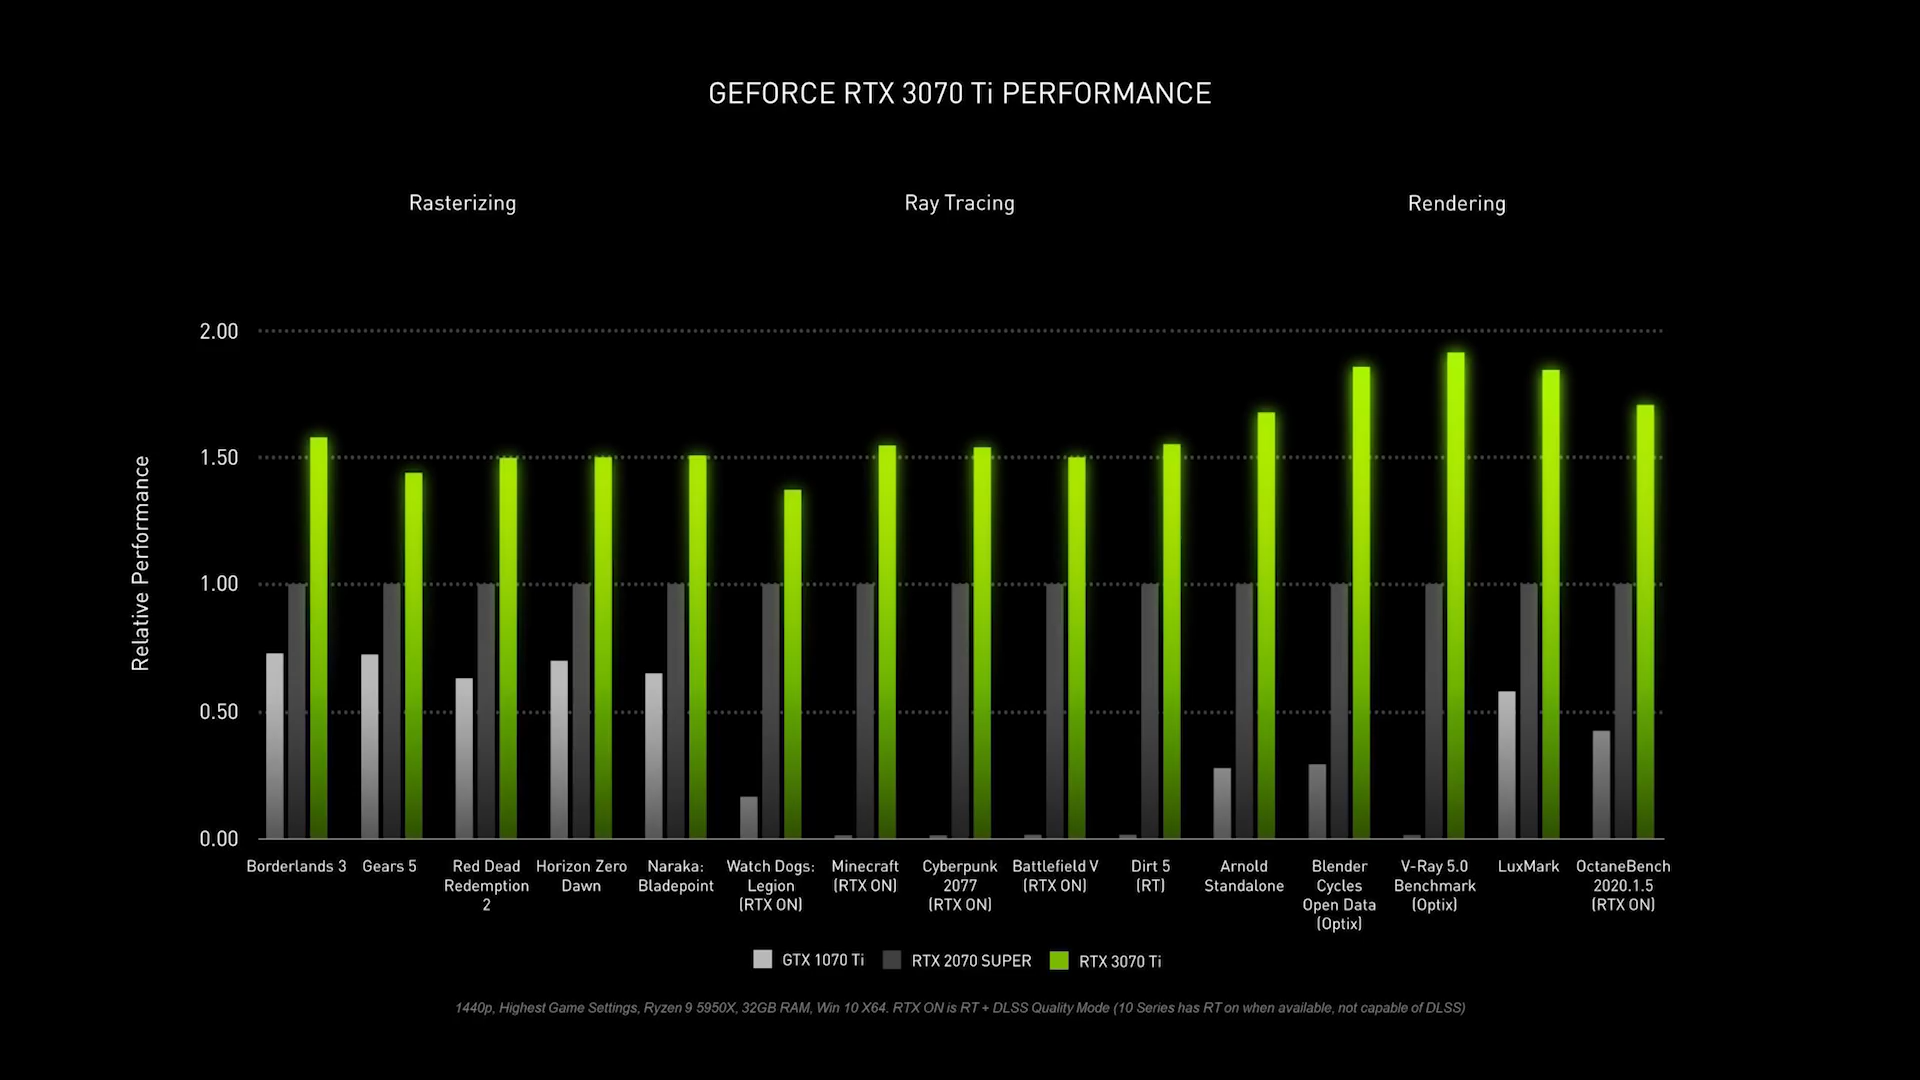 GEFORCE RTX 3070 Ti PERFORMANCE
Rasterizing
Ray Tracing
Rendering
Relative Performance
2.00
1.50
1.00
0.50
0.00
Borderlands 3
Gears 5
Red Dead
Redemption
2
Horizon Zero
Dawn
Naraka:
Bladepoint
Watch Dogs:
Legion
(RTX ON)
Minecraft
(RTX ON)
Cyberpunk
2077
(RTX ON)
Battlefield V
(RTX ON)
Dirt 5
(RT)
Arnold
Standalone
Blender
Cycles
Open Data
(Optix)
V-Ray 5.0
Benchmark
(Optix)
LuxMark
OctaneBench
2020.1.5
(RTX ON)
GTX 1070 Ti
RTX 2070 SUPER
RTX 3070 Ti
1440p, Highest Game Settings, Ryzen 9 5950X, 32GB RAM, Win 10 X64. RTX ON is RT + DLSS Quality Mode (10 Series has RT on when available, not capable of DLSS)